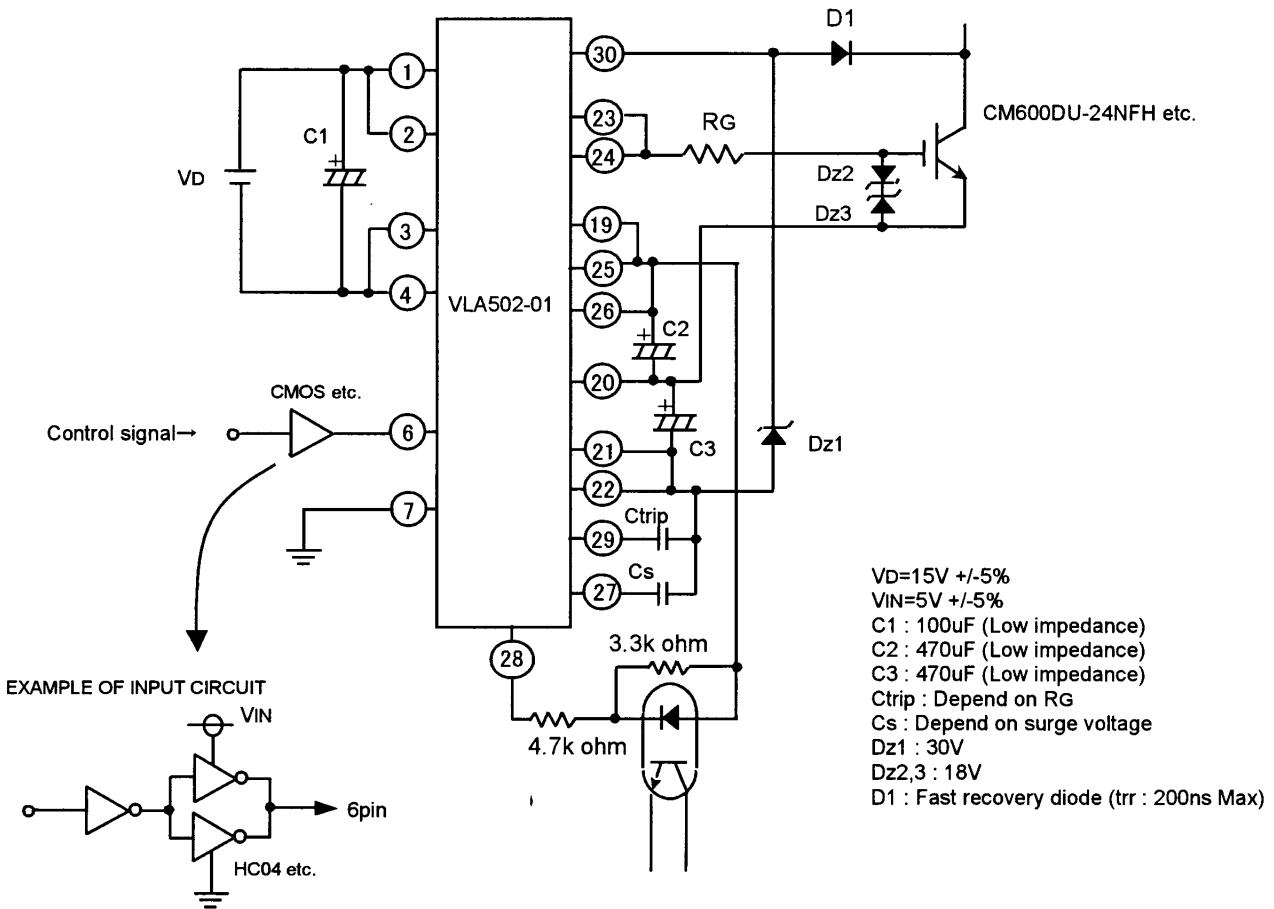 D1
30
1
CM600DU-24NFH etc.
23
RG
C1
+
2
24
VD
Dz2
Dz3
19
3
25
4
VLA502-01
26
+
C2
20
CMOS etc.
+
Control signal→
6
21
C3
Dz1
22
7
Ctrip
29
Cs
27
VD=15V +/-5%
VIN=5V +/-5%
C1 : 100uF (Low impedance)
C2 : 470uF (Low impedance)
C3 : 470uF (Low impedance)
Ctrip : Depend on RG
Cs : Depend on surge voltage
Dz1 : 30V
Dz2,3 : 18V
D1 : Fast recovery diode (trr : 200ns Max)
28
3.3k ohm
4.7k ohm
EXAMPLE OF INPUT CIRCUIT
VIN
6pin
HC04 etc.